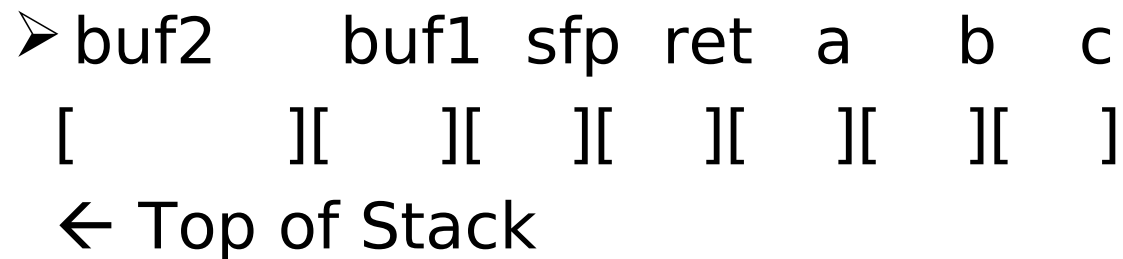 ➢ buf2 buf1 sfp ret a b c
[ ][ ][ ][ ][ ][ ][ ]
← Top of Stack